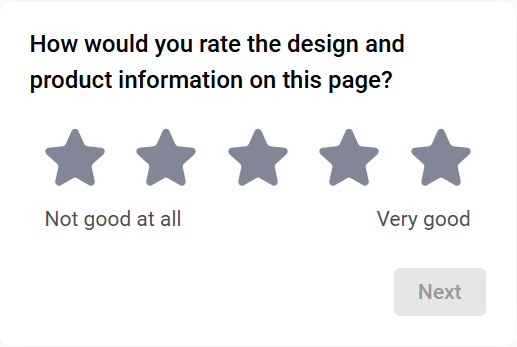 How would you rate the design and
product information on this page?
Not good at all
Very good
Next